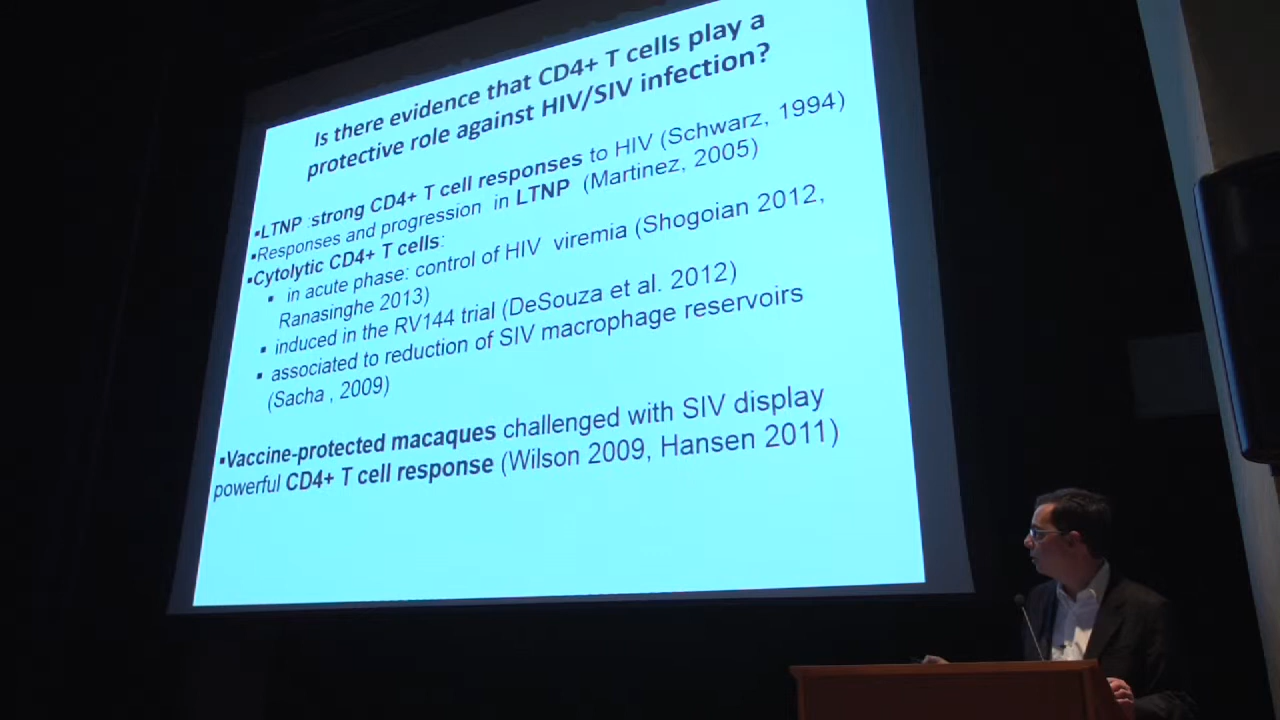 Is there evidence that CD4+ T cells play a
protective role against HIV/SIV infection?
▪LTNP :strong CD4+ T cell responses to HIV (Schwarz, 1994)
▪Responses and progression in LTNP (Martinez, 2005)
▪Cytolytic CD4+ T cells:
▪ in acute phase: control of HIV viremia (Shogoian 2012,
Ranasinghe 2013)
▪ induced in the RV144 trial (DeSouza et al. 2012)
▪ associated to reduction of SIV macrophage reservoirs
(Sacha , 2009)
▪Vaccine-protected macaques challenged with SIV display
powerful CD4+ T cell response (Wilson 2009, Hansen 2011)